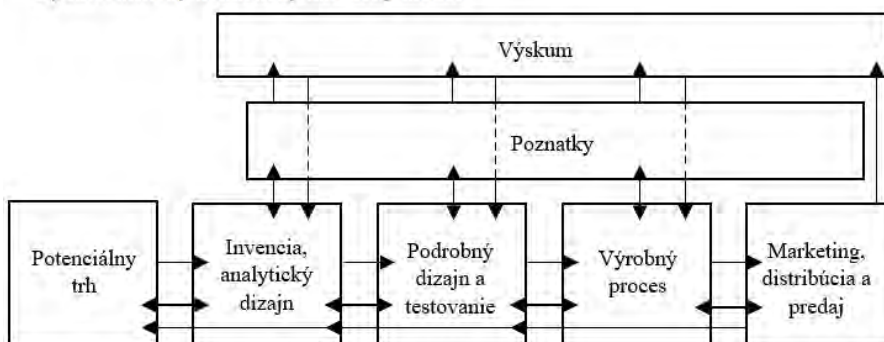 Výskum
Poznatky
Potenciálny
trh
Invencia,
analytický
dizajn
Podrobný
dizajn a
testovanie
Výrobný
proces
Marketing,
distribúcia a
predaj